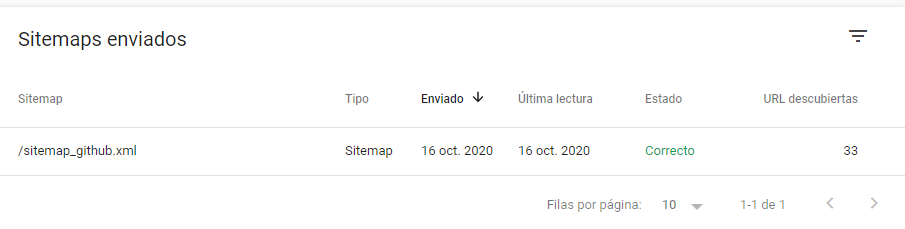 Sitemaps enviados
Sitemap Tipo Enviado Última lectura Estado URL descubiertas
/sitemap_github.xml Sitemap 16 oct. 2020 16 oct. 2020 Correcto 33
Filas por página: 10 1-1 de 1